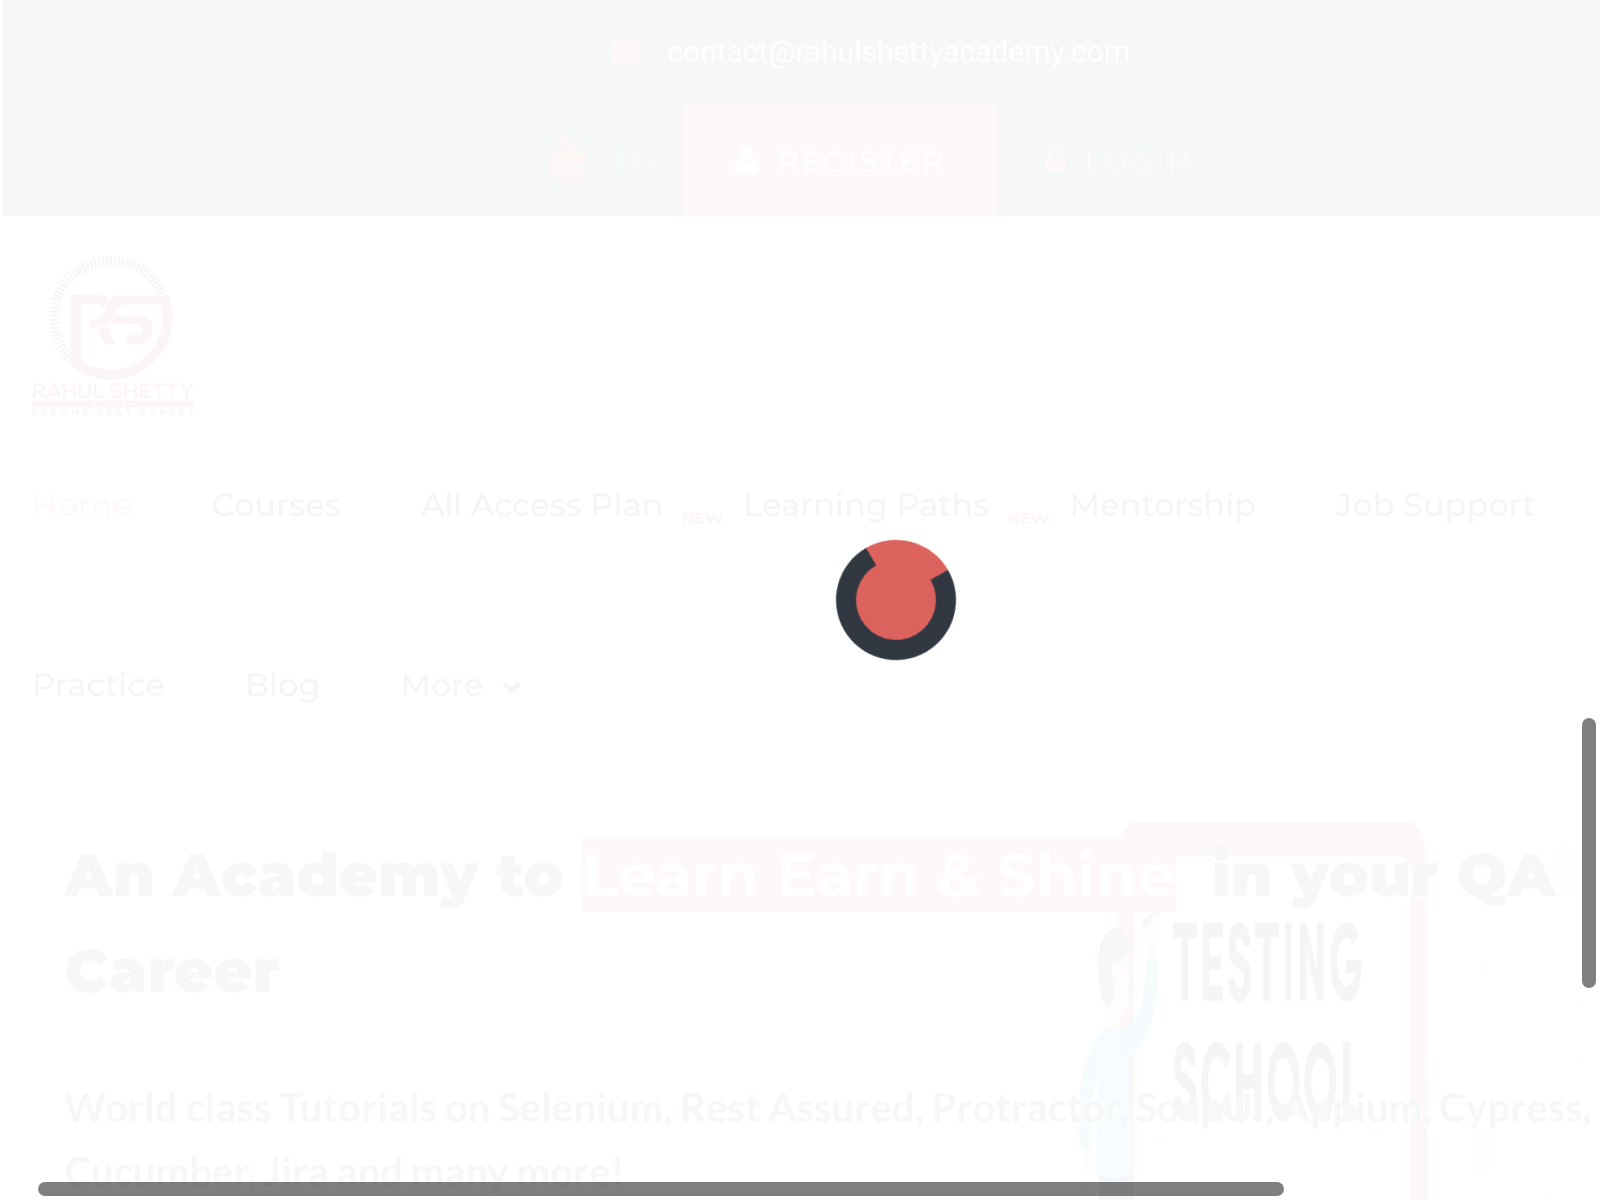 contact@rahulshettyacademy.com
REGISTER LOGIN
RS
RAHUL SHETTY
BECOME TEST EXPERT
Home Courses All Access Plan NEW Learning Paths NEW Mentorship Job Support
Practice Blog More
An Academy to Learn Earn & Shine in your QA
Career
TESTING
SCHOOL
World class Tutorials on Selenium, Rest Assured, Protractor, SoapUI, Appium, Cypress,
Cucumber, Jira and many more!